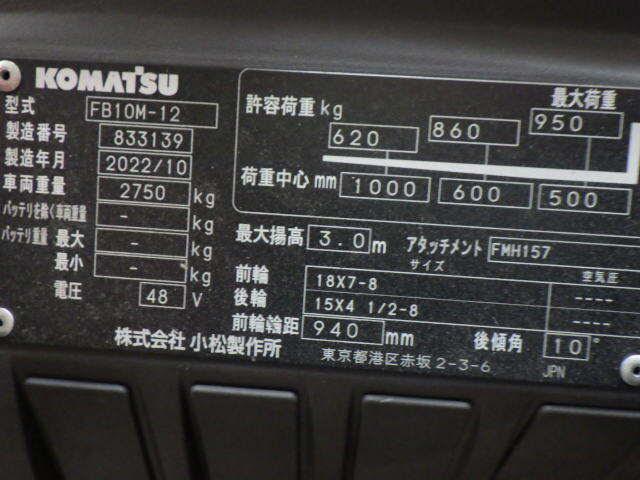 KOMATSU
型式 FB10M-12
製造番号 833139
製造年月 2022/10
車両重量 2750 kg
バッテリを除く車両重量 - kg
バッテリ重量 最大 - kg
最小 - kg
電圧 48 V
許容荷重 kg 620 860 最大荷重 950
荷重中心 mm 1000 600 500
最大揚高 3.0 m アタッチメント FMH157
サイズ 空気圧
前輪 18X7-8 ----
後輪 15X4 1/2-8 ----
前輪輪距 940 mm 後傾角 10°
株式会社 小松製作所
東京都港区赤坂2-3-6 JPN